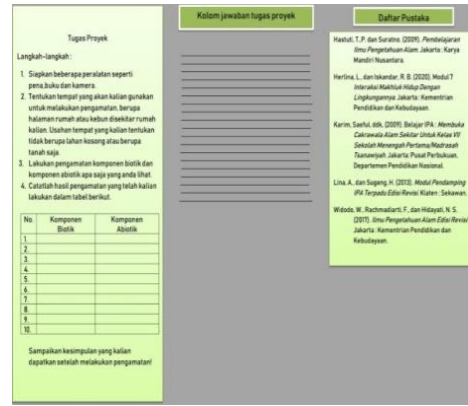 Tugas Proyek
Langkah-langkah :
1. Siapkan beberapa peralatan seperti
pena,buku dan kamera.
2. Tentukan tempat yang akan kalian gunakan
untuk melakukan pengamatan, berupa
halaman rumah atau kebun disekitar rumah
kalian. Usahan tempat yang kalian tentukan
tidak berupa lahan kosong atau berupa
tanah saja.
3. Lakukan pengamatan komponen biotik dan
komponen abiotik apa saja yang anda lihat.
4. Catatlah hasil pengamatan yang telah kalian
lakukan dalam tabel berikut.
No. Komponen Komponen
Biotik Abiotik
1.
2.
3.
4.
5.
6.
7.
8.
9.
10.
Sampaikan kesimpulan yang kalian
dapatkan setelah melakukan pengamatan!
Kolom jawaban tugas proyek
Daftar Pustaka
Hastuti, T.P. dan Suratno. (2009). Pembelajaran
Ilmu Pengetahuan Alam. Jakarta: Karya
Mandiri Nusantara.
Herlina, L., dan Iskandar, R. B. (2020). Modul 7
Interaksi Makhluk Hidup Dengan
Lingkungannya. Jakarta: Kementrian
Pendidikan dan Kebudayaan.
Karim, Saeful, ddk. (2009). Belajar IPA : Membuka
Cakrawala Alam Sekitar Untuk Kelas VII
Sekolah Menengah Pertama/Madrasah
Tsanawiyah. Jakarta: Pusat Perbukuan,
Departemen Pendidikan Nasional.
Lina, A., dan Sugeng, H. (2013). Modul Pendamping
IPA Terpadu Edisi Revisi. Klaten : Sekawan.
Widodo, W., Rachmadiarti, F., dan Hidayati, N. S.
(2017). Ilmu Pengetahuan Alam Edisi Revisi.
Jakarta : Kementrian Pendidikan dan
Kebudayaan.